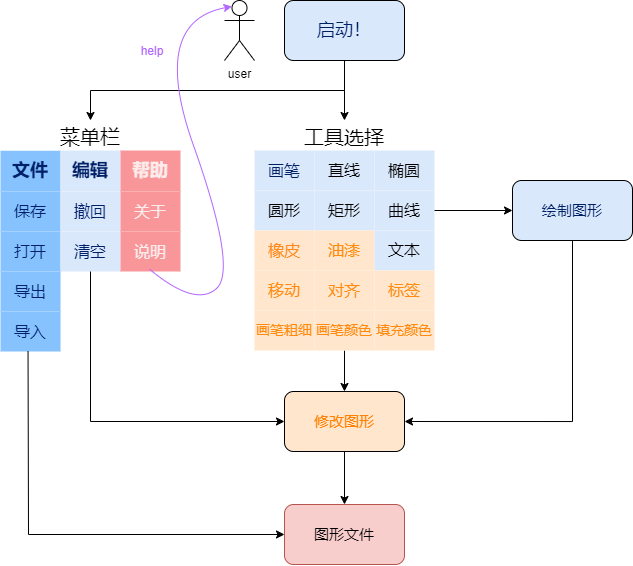 启动！
help
user
菜单栏
工具选择
文件 编辑 帮助
保存 撤回 关于
打开 清空 说明
导出
导入
画笔 直线 椭圆
圆形 矩形 曲线
橡皮 油漆 文本
移动 对齐 标签
画笔粗细 画笔颜色 填充颜色
绘制图形
修改图形
图形文件